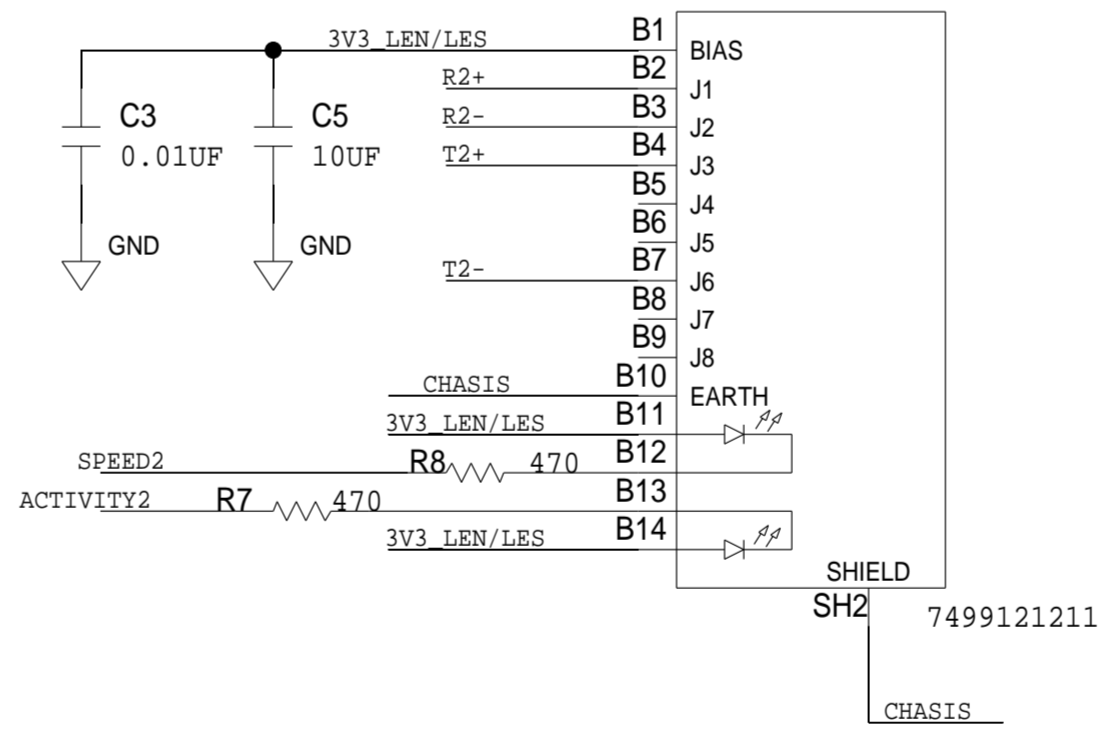 3V3_LEN/LES B1 BIAS
R2+ B2 J1
R2- B3 J2
T2+ B4 J3
B5 J4
B6 J5
T2- B7 J6
B8 J7
B9 J8
C3 C5
0.01UF 10UF
GND GND
CHASIS B10 EARTH
3V3_LEN/LES B11
SPEED2 R8 470 B12
ACTIVITY2 R7 470 B13
3V3_LEN/LES B14
SHIELD
SH2 7499121211
CHASIS